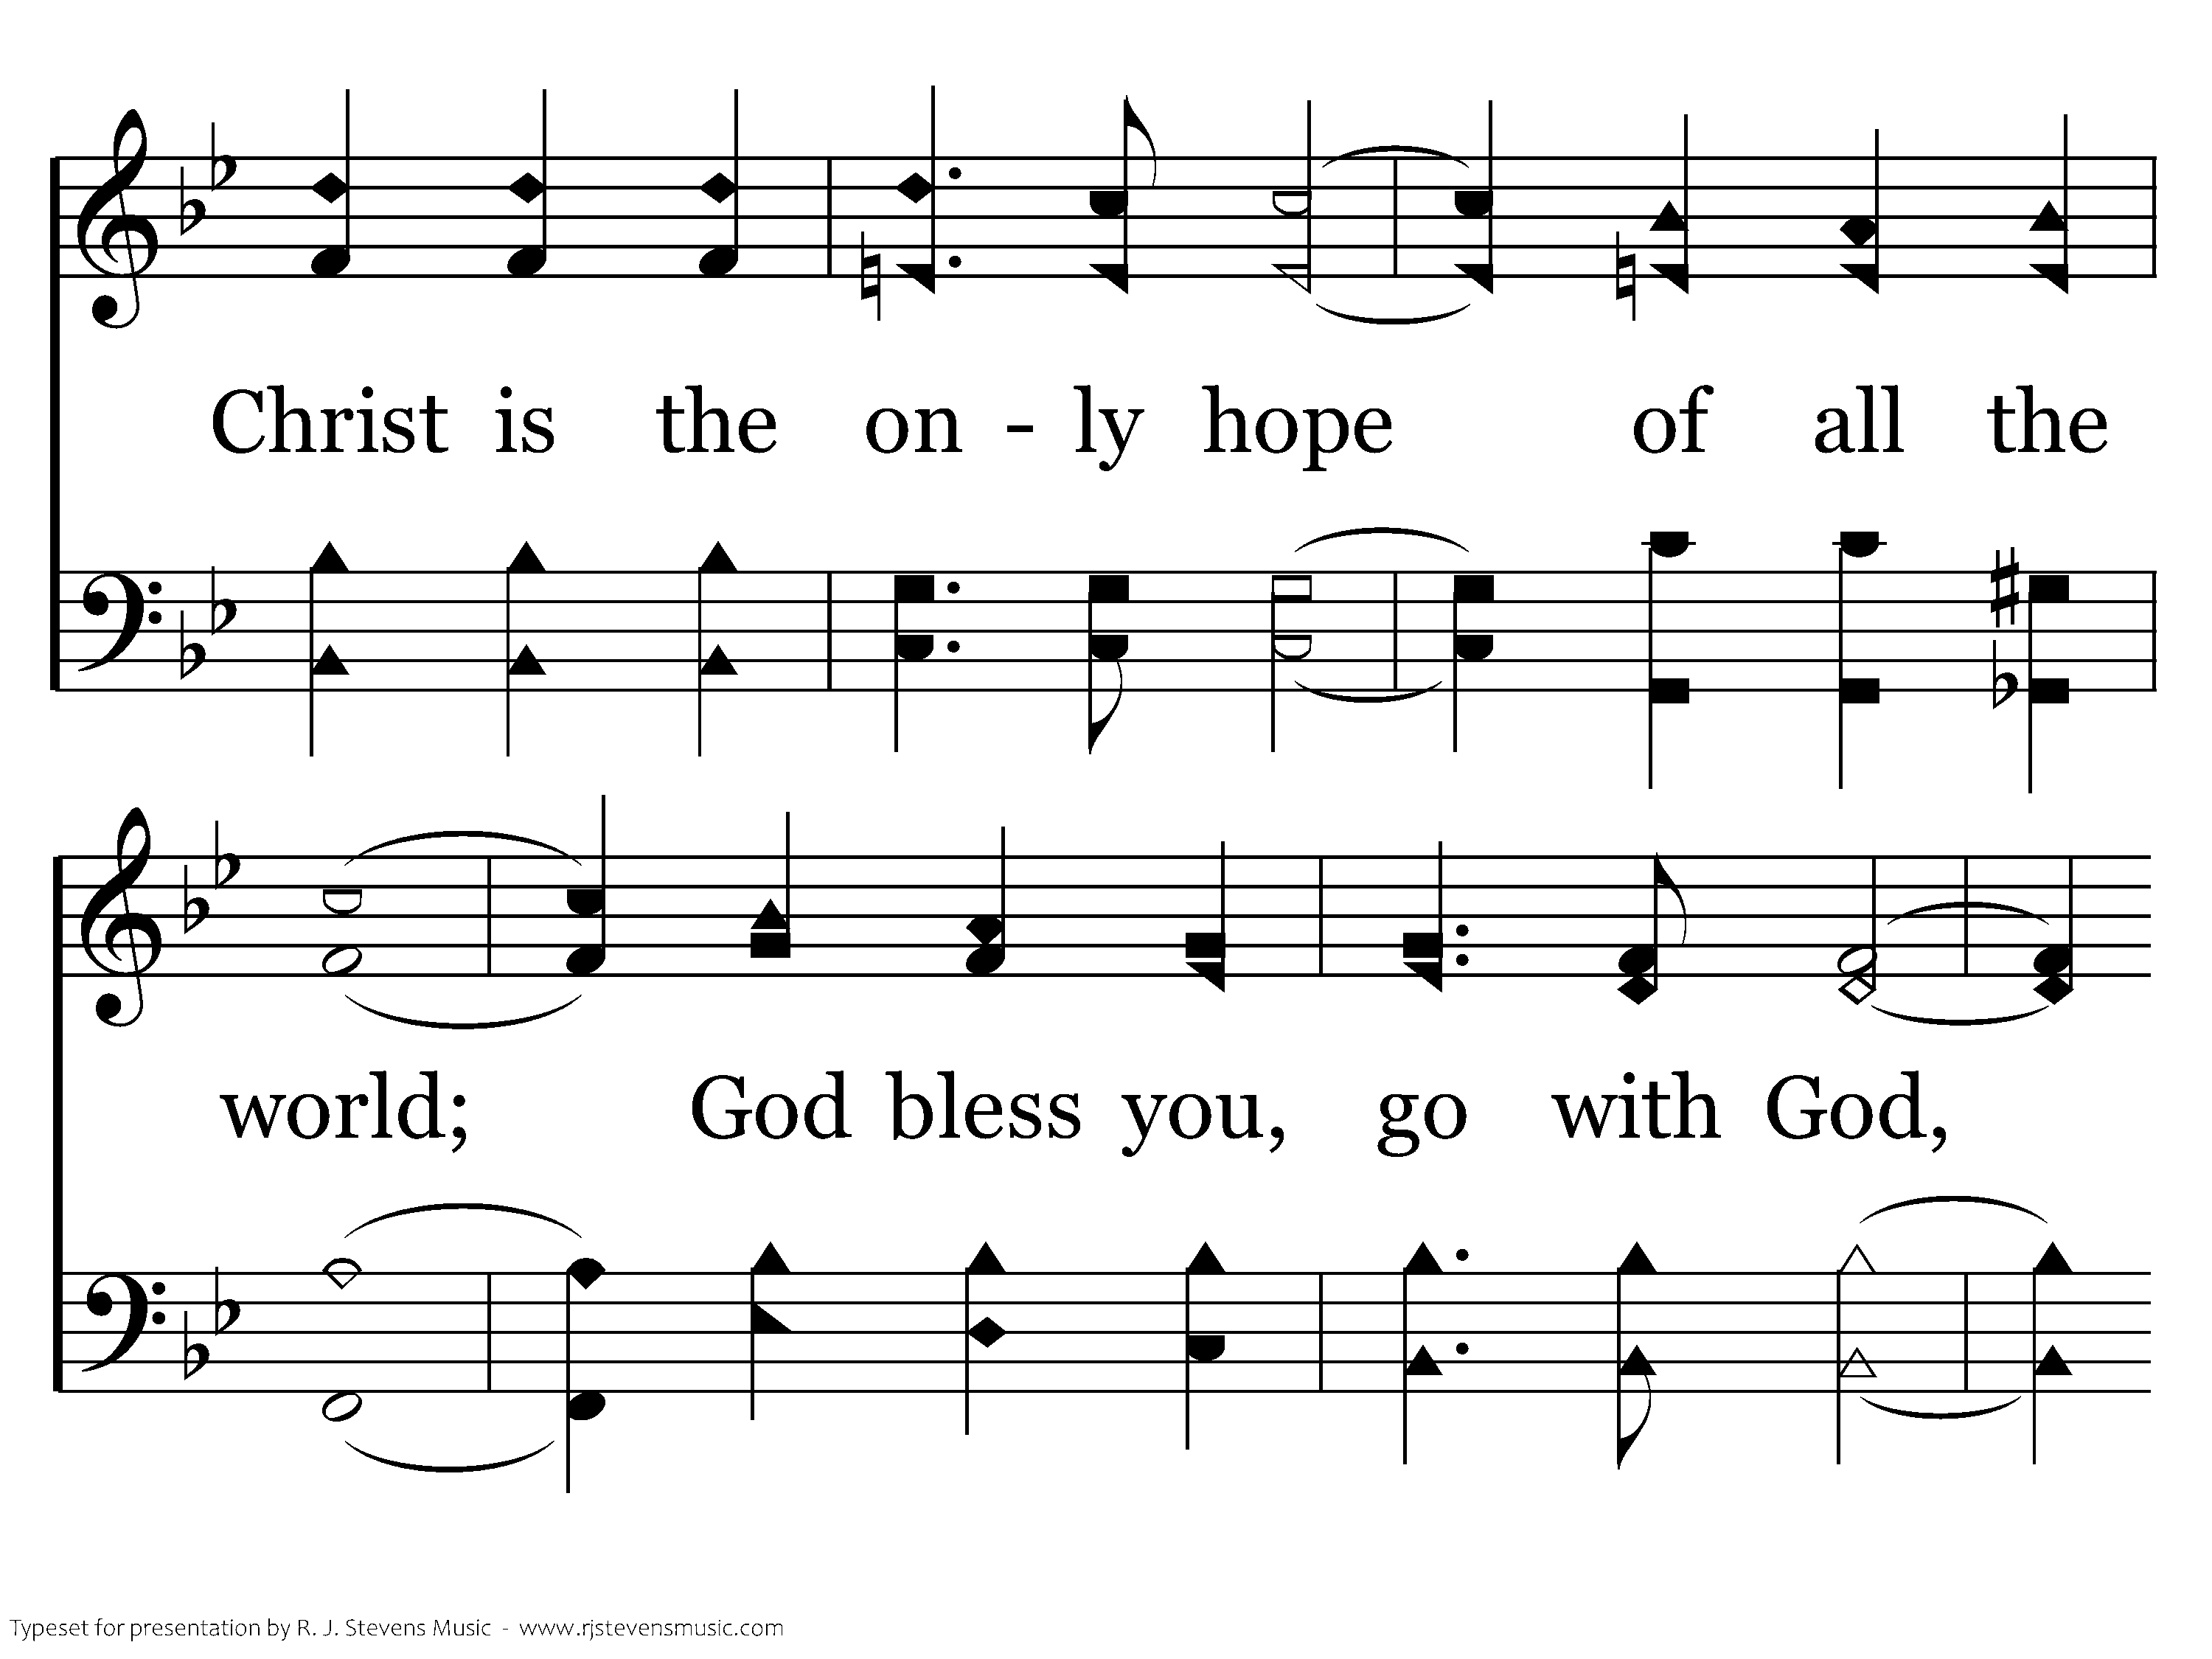 Christ is the on - ly hope of all the
world; God bless you, go with God,
Typeset for presentation by R. J. Stevens Music - www.rjstevensmusic.com